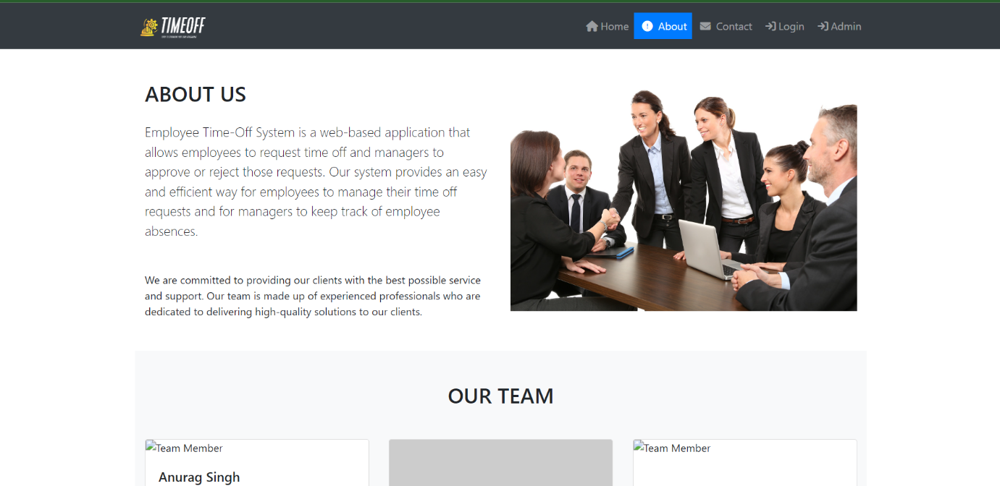 TIMEOFF
Home
About
Contact
Login
Admin
ABOUT US
Employee Time-Off System is a web-based application that
allows employees to request time off and managers to
approve or reject those requests. Our system provides an easy
and efficient way for employees to manage their time off
requests and for managers to keep track of employee
absences.
We are committed to providing our clients with the best possible service
and support. Our team is made up of experienced professionals who are
dedicated to delivering high-quality solutions to our clients.
OUR TEAM
Team Member
Anurag Singh
Team Member